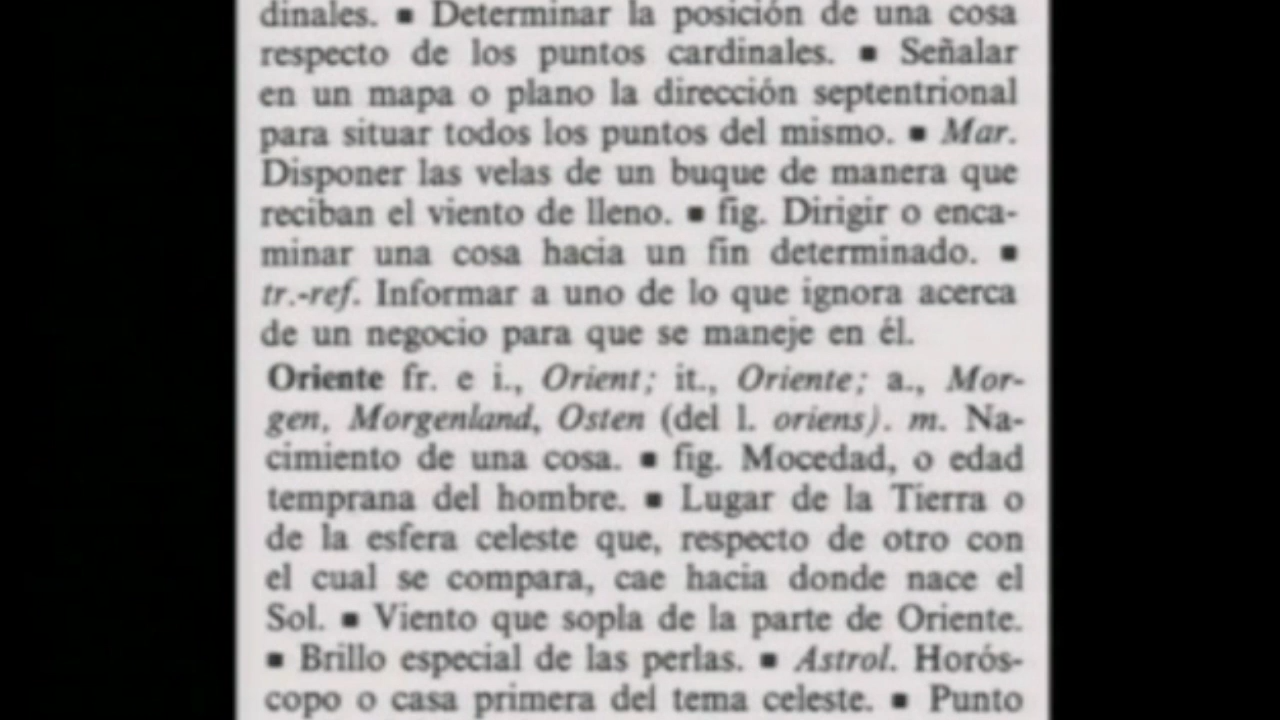 dinales. ▪ Determinar la posición de una cosa
respecto de los puntos cardinales. ▪ Señalar
en un mapa o plano la dirección septentrional
para situar todos los puntos del mismo. ▪ Mar.
Disponer las velas de un buque de manera que
reciban el viento de lleno. ▪ fig. Dirigir o enca-
minar una cosa hacia un fin determinado. ▪
tr.-ref. Informar a uno de lo que ignora acerca
de un negocio para que se maneje en él.
Oriente fr. e i., Orient; it., Oriente; a., Mor-
gen, Morgenland, Osten (del l. oriens). m. Na-
cimiento de una cosa. ▪ fig. Mocedad, o edad
temprana del hombre. ▪ Lugar de la Tierra o
de la esfera celeste que, respecto de otro con
el cual se compara, cae hacia donde nace el
Sol. ▪ Viento que sopla de la parte de Oriente.
▪ Brillo especial de las perlas. ▪ Astrol. Horós-
copo o casa primera del tema celeste. ▪ Punto